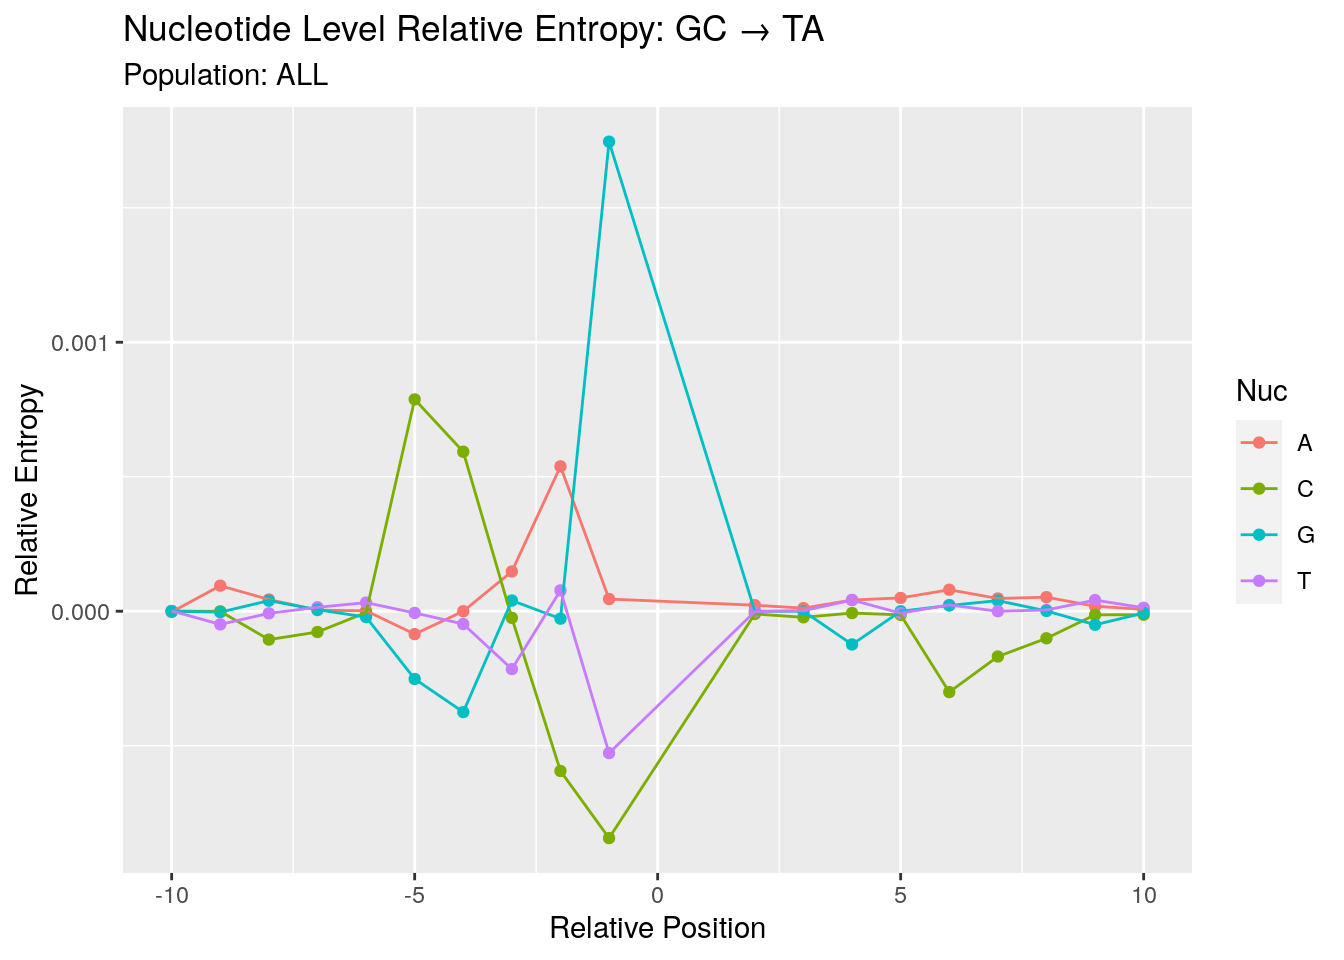 Nucleotide Level Relative Entropy: GC → TA
Population: ALL
Relative Entropy
0.001
0.000
-10
-5
0
5
10
Relative Position
Nuc
A
C
G
T